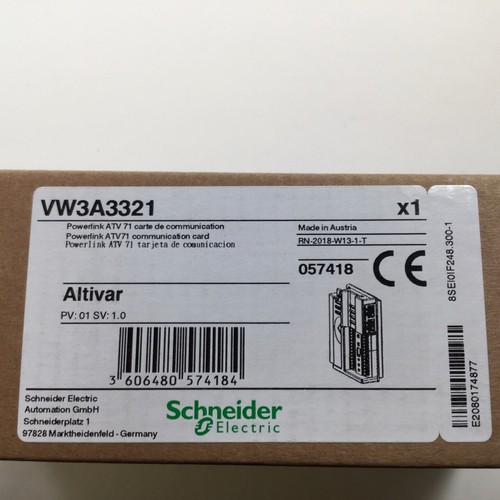 VW3A3321
x1
Powerlink ATV 71 carte de communication
Powerlink ATV71 communication card
Powerlink ATV 71 tarjeta de comunicacion
Made in Austria
RN-2018-W13-1-T
057418
CE
Altivar
PV: 01 SV: 1.0
3 606480 574184
Schneider Electric
Automation GmbH
Schneiderplatz 1
97828 Marktheidenfeld - Germany
Schneider
Electric
8SEI0IF248.300-1
E2080174877